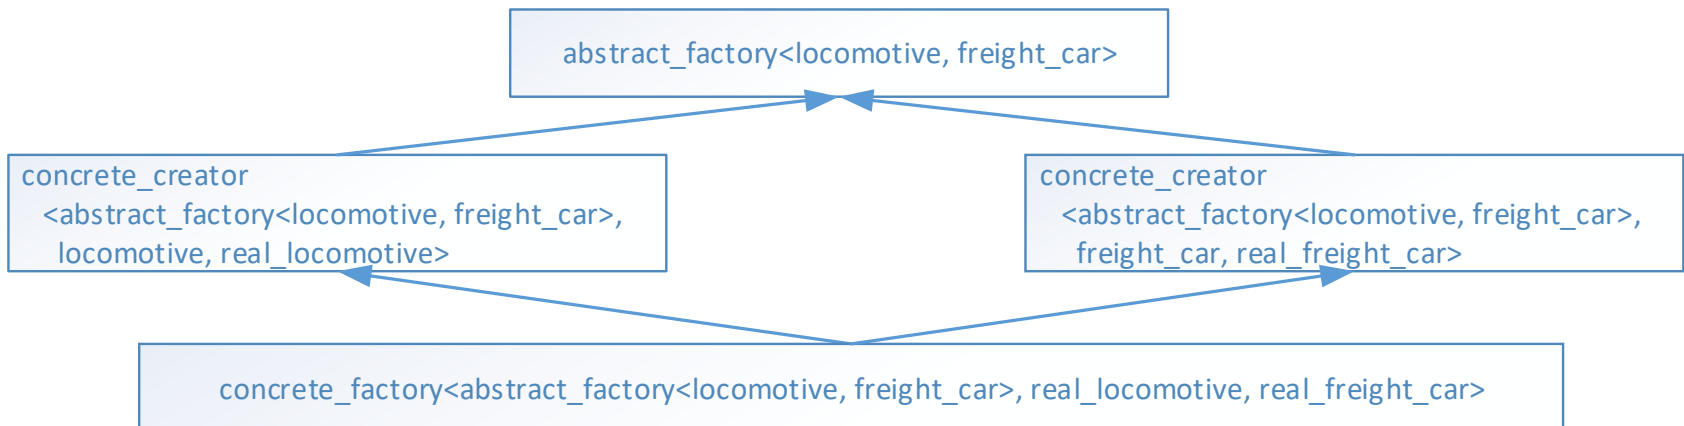 abstract_factory<locomotive, freight_car>
concrete_creator
<abstract_factory<locomotive, freight_car>,
locomotive, real_locomotive>
concrete_creator
<abstract_factory<locomotive, freight_car>,
freight_car, real_freight_car>
concrete_factory<abstract_factory<locomotive, freight_car>, real_locomotive, real_freight_car>